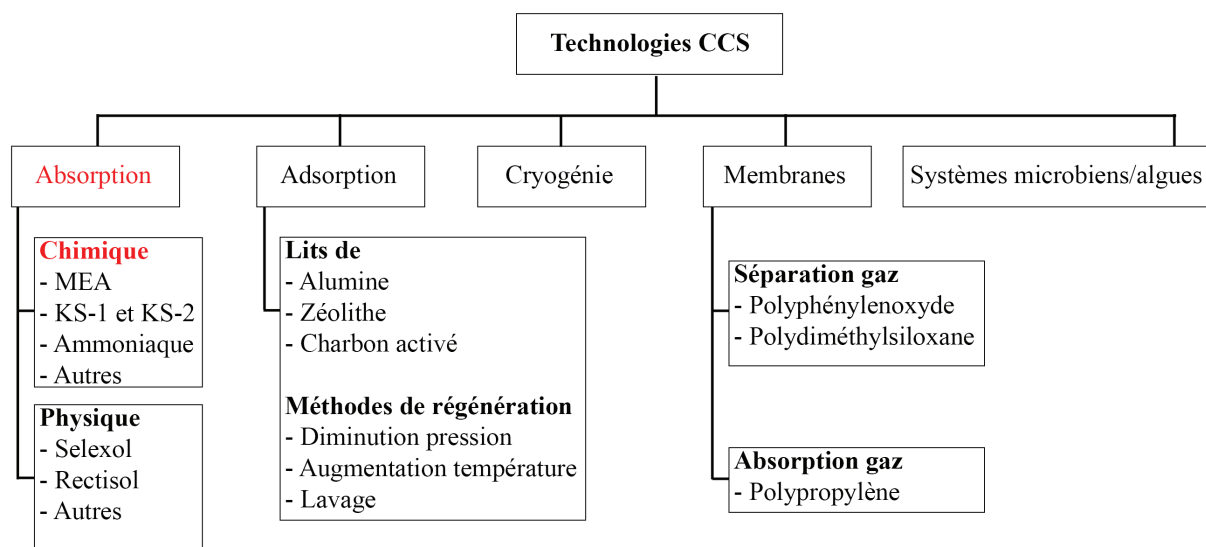 Technologies CCS
Absorption
Adsorption
Cryogénie
Membranes
Systèmes microbiens/algues
Chimique
- MEA
- KS-1 et KS-2
- Ammoniaque
- Autres
Physique
- Selexol
- Rectisol
- Autres
Lits de
- Alumine
- Zéolithe
- Charbon activé
Méthodes de régénération
- Diminution pression
- Augmentation température
- Lavage
Séparation gaz
- Polyphénylenoxyde
- Polydiméthylsiloxane
Absorption gaz
- Polypropylène